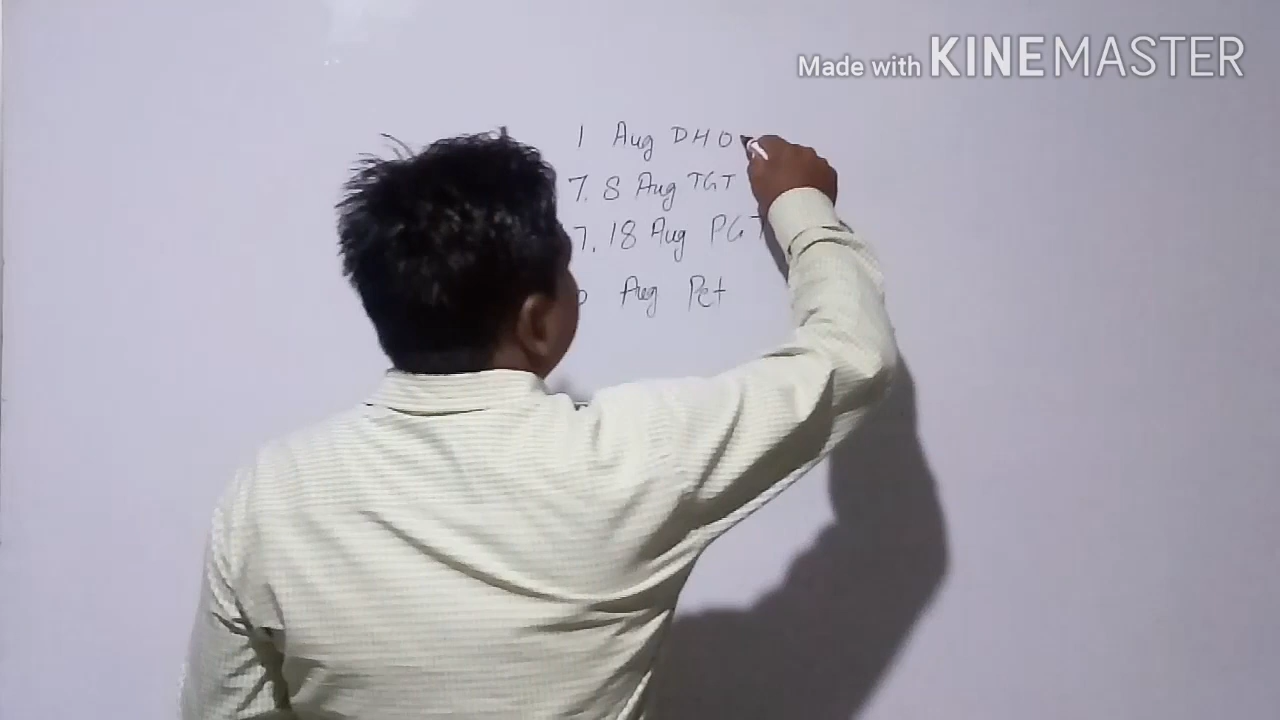 Made with KINEMASTER
1 Aug DHO
7. 8 Aug TGT
7. 18 Aug PGT
Aug Pet